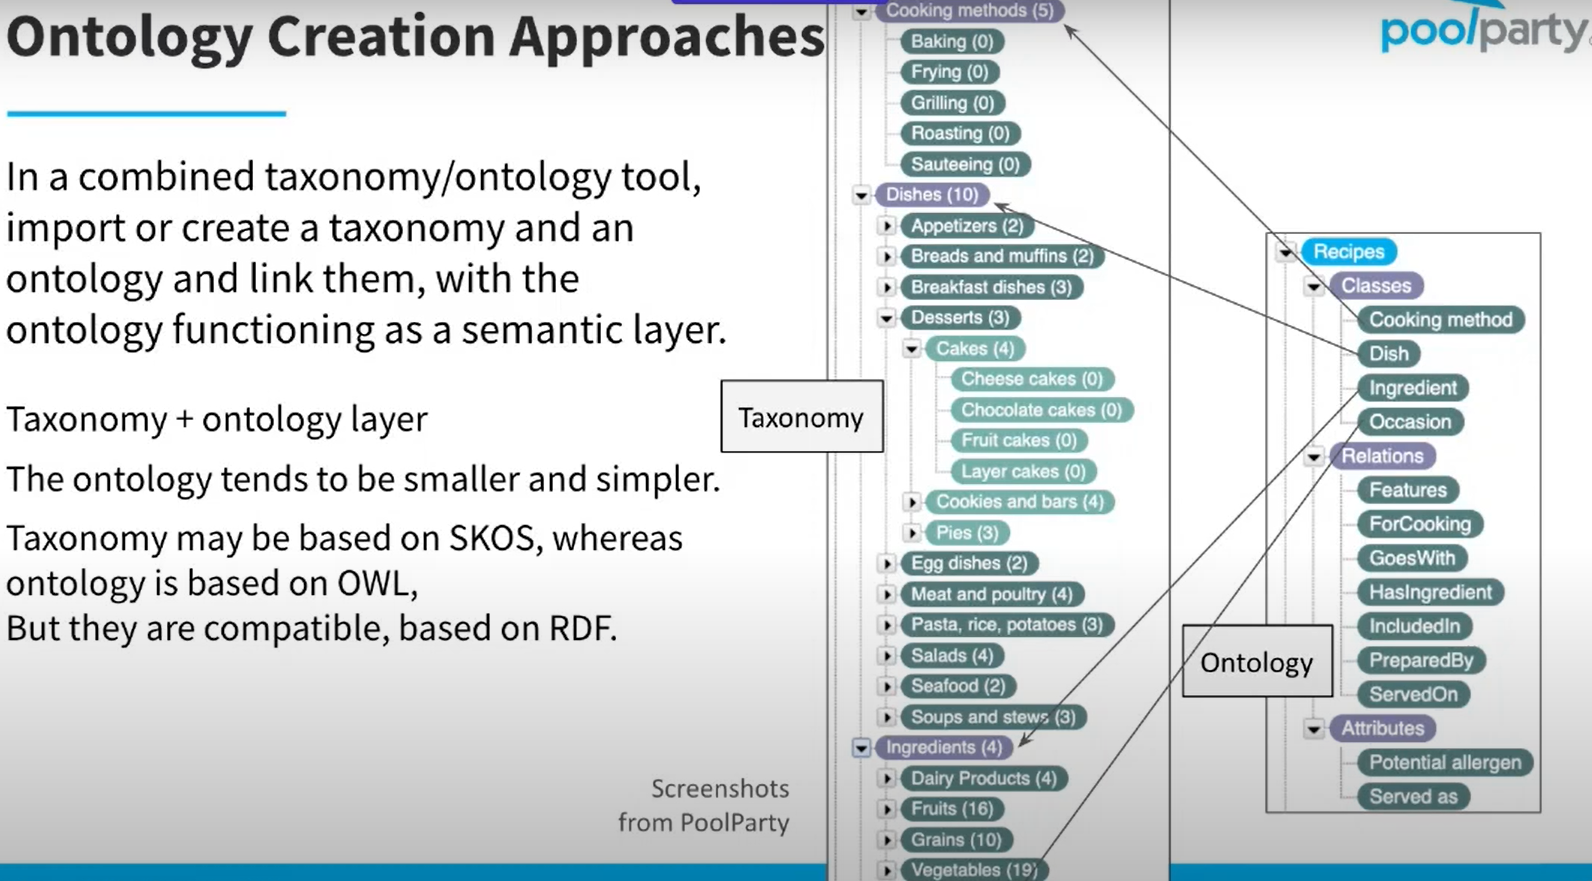 Ontology Creation Approaches
In a combined taxonomy/ontology tool,
import or create a taxonomy and an
ontology and link them, with the
ontology functioning as a semantic layer.
Taxonomy + ontology layer
The ontology tends to be smaller and simpler.
Taxonomy may be based on SKOS, whereas
ontology is based on OWL,
But they are compatible, based on RDF.
Screenshots
from PoolParty
Taxonomy
Cooking methods (5)
Baking (0)
Frying (0)
Grilling (0)
Roasting (0)
Sauteeing (0)
Dishes (10)
Appetizers (2)
Breads and muffins (2)
Breakfast dishes (3)
Desserts (3)
Cakes (4)
Cheese cakes (0)
Chocolate cakes (0)
Fruit cakes (0)
Layer cakes (0)
Cookies and bars (4)
Pies (3)
Egg dishes (2)
Meat and poultry (4)
Pasta, rice, potatoes (3)
Salads (4)
Seafood (2)
Soups and stews (3)
Ingredients (4)
Dairy Products (4)
Fruits (16)
Grains (10)
Vegetables (19)
poolparty
Ontology
Recipes
Classes
Cooking method
Dish
Ingredient
Occasion
Relations
Features
ForCooking
GoesWith
HasIngredient
IncludedIn
PreparedBy
ServedOn
Attributes
Potential allergen
Served as